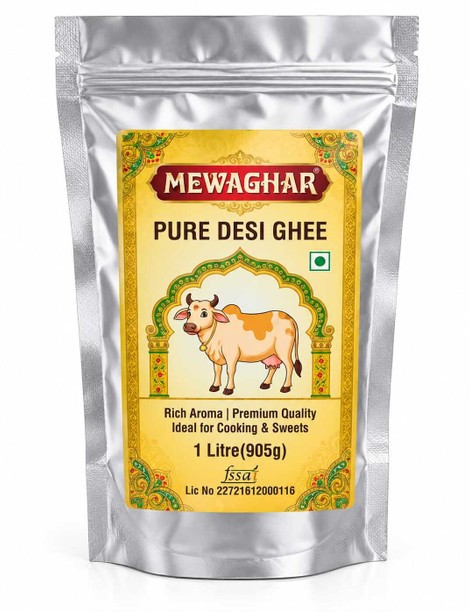 MEWAGHAR®
PURE DESI GHEE
Rich Aroma | Premium Quality
Ideal for Cooking & Sweets
1 Litre(905g)
fssai
Lic No 22721612000116